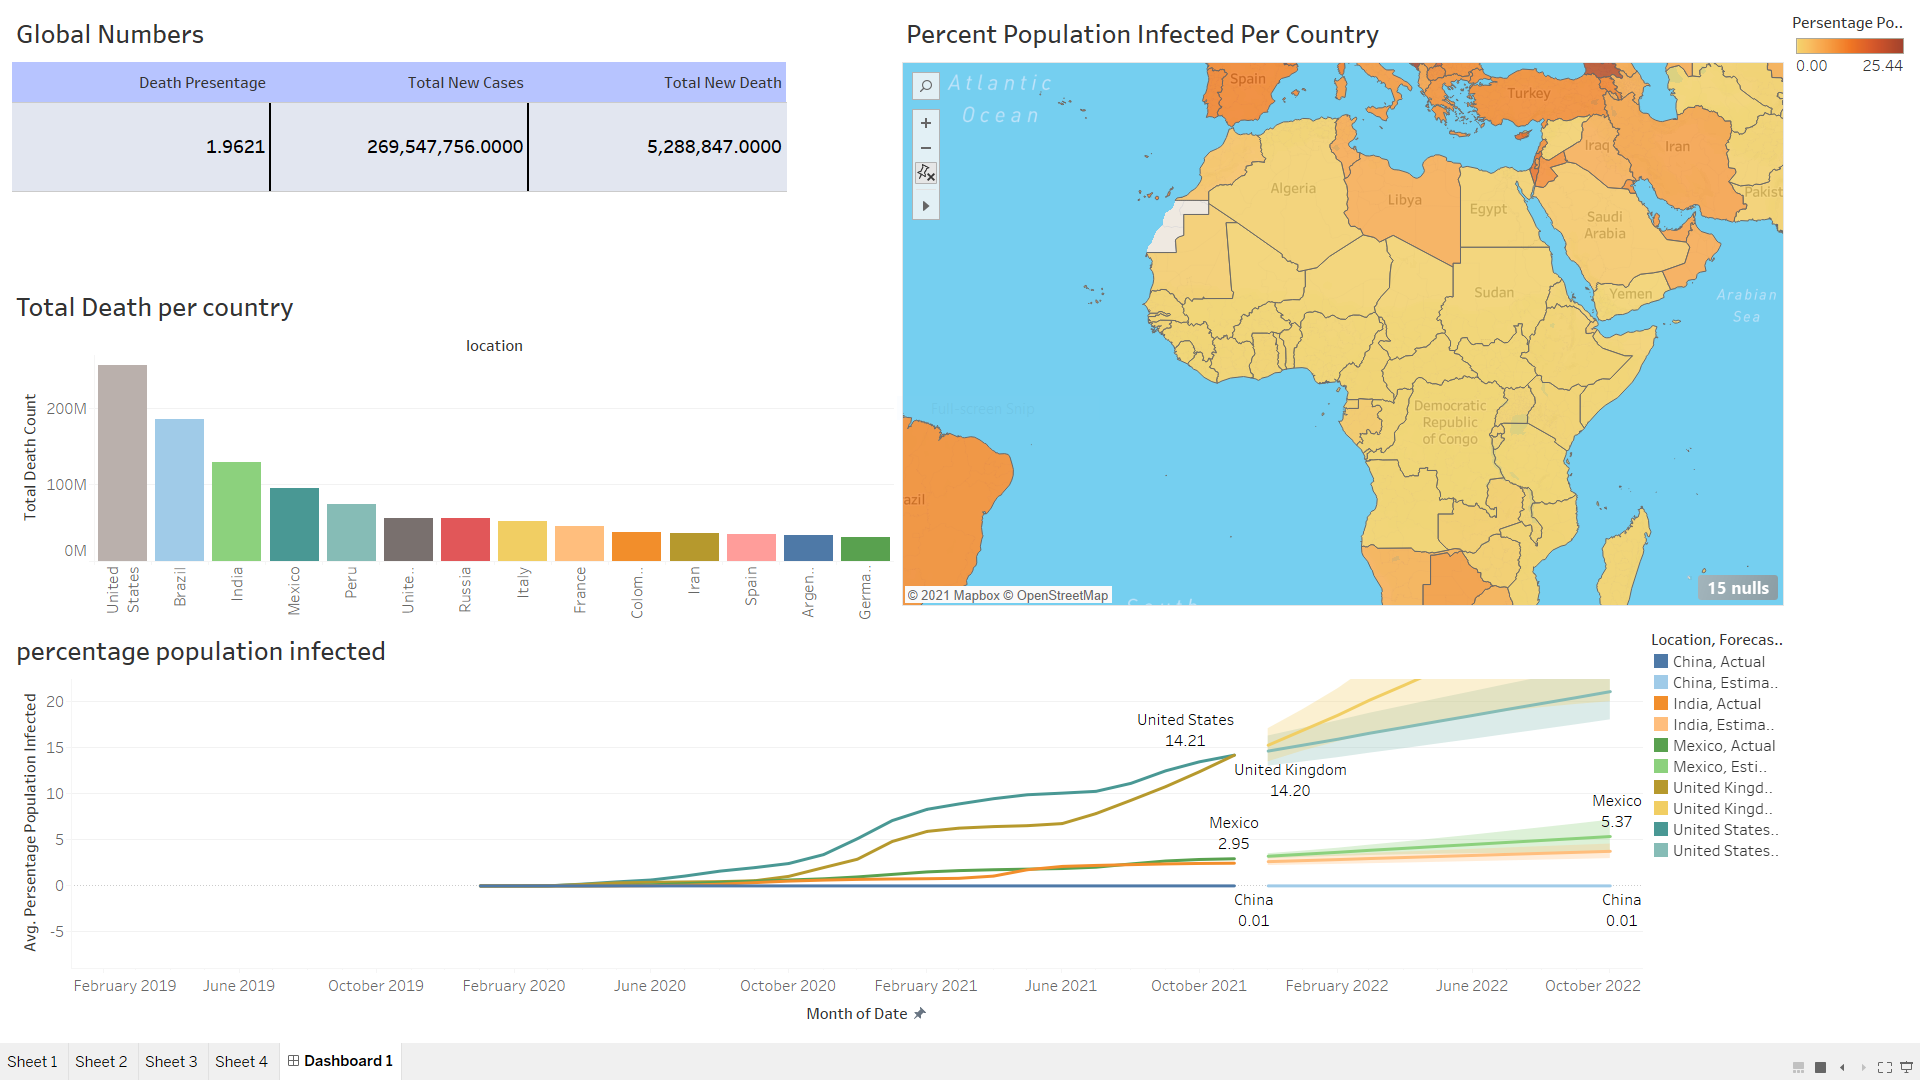 Global Numbers
Death Presentage
Total New Cases
Total New Death
1.9621
269,547,756.0000
5,288,847.0000
Total Death per country
location
Total Death Count
200M
100M
0M
United
States
Brazil
India
Mexico
Peru
Unite..
Russia
Italy
France
Colom..
Iran
Spain
Argen..
Germa..
Percent Population Infected Per Country
Atlantic
Ocean
Spain
Turkey
Iraq
Iran
Pakist
Algeria
Libya
Egypt
Saudi
Arabia
Sudan
Yemen
Arabian
Sea
Full-screen Snip
Democratic
Republic
of Congo
azil
South
© 2021 Mapbox © OpenStreetMap
15 nulls
Persentage Po..
0.00
25.44
percentage population infected
Avg. Persentage Population Infected
20
15
10
5
0
-5
United States
14.21
United Kingdom
14.20
Mexico
2.95
China
0.01
Mexico
5.37
China
0.01
February 2019
June 2019
October 2019
February 2020
June 2020
October 2020
February 2021
June 2021
October 2021
February 2022
June 2022
October 2022
Month of Date
Location, Forecas..
China, Actual
China, Estima..
India, Actual
India, Estima..
Mexico, Actual
Mexico, Esti..
United Kingd..
United Kingd..
United States..
United States..
Sheet 1
Sheet 2
Sheet 3
Sheet 4
Dashboard 1